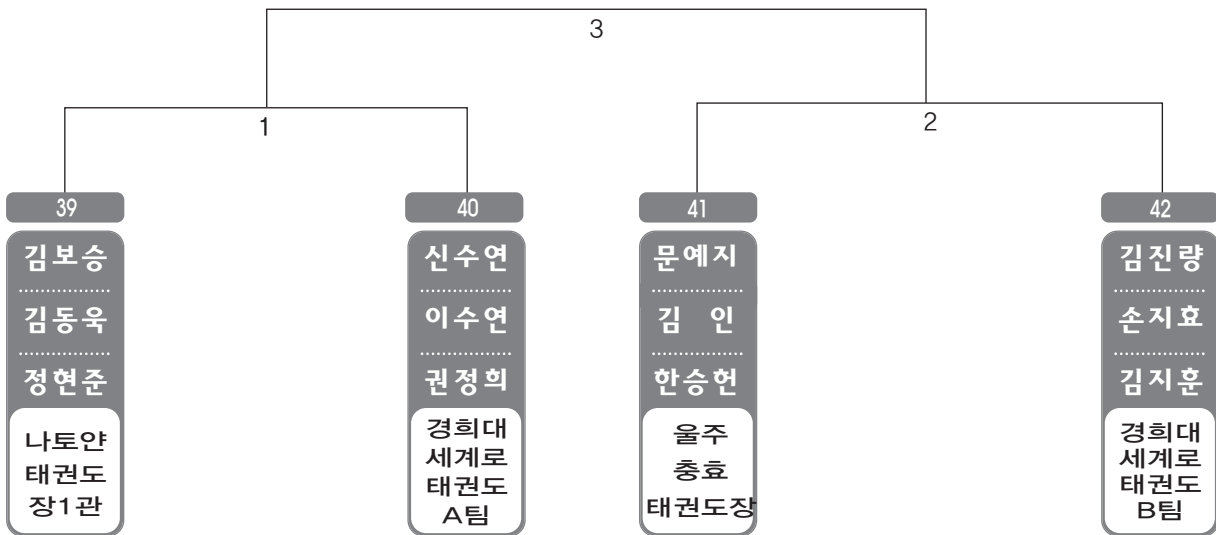 3
1
2
39
김보승
김동욱
정현준
나토얀
태권도
장1관
40
신수연
이수연
권정희
경희대
세계로
태권도
A팀
41
문예지
김 인
한승헌
울주
충효
태권도장
42
김진량
손지효
김지훈
경희대
세계로
태권도
B팀